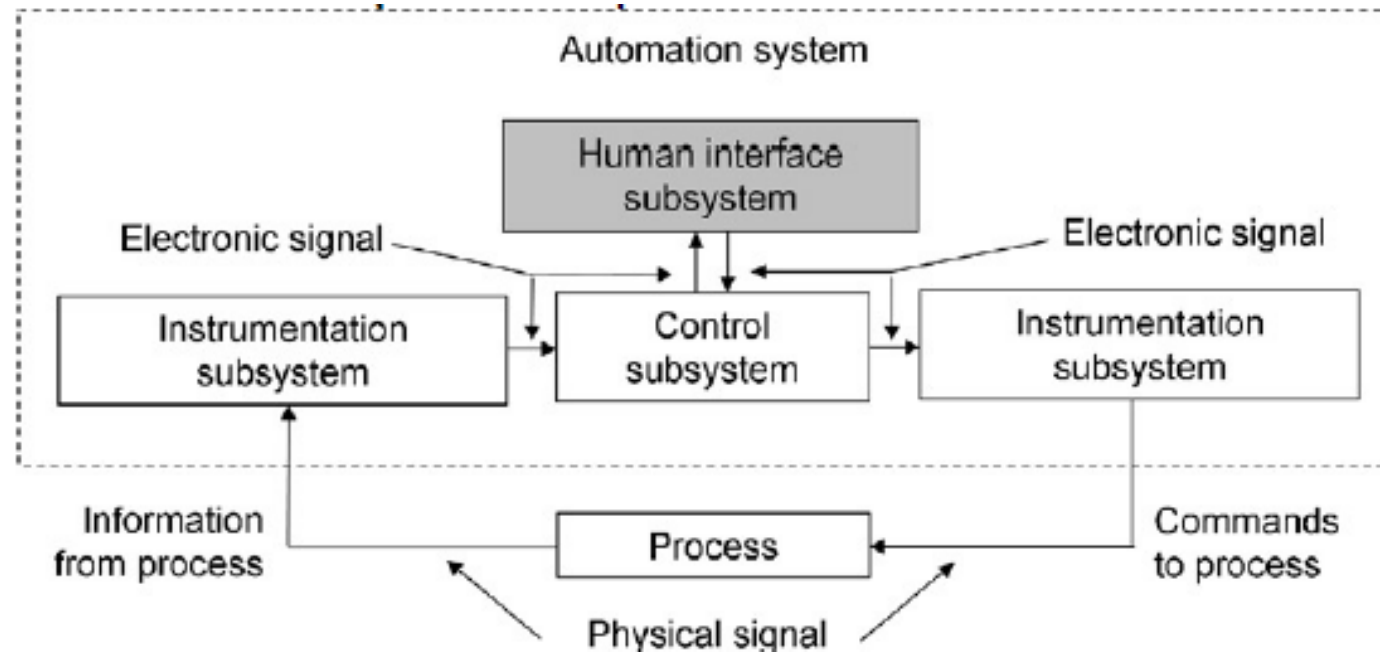 Automation system
Human interface
subsystem
Electronic signal
Electronic signal
Instrumentation
subsystem
Control
subsystem
Instrumentation
subsystem
Information
from process
Process
Commands
to process
Physical signal